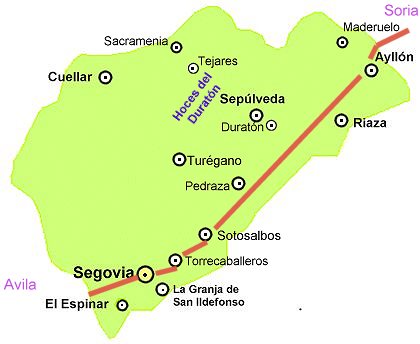 Soria
Maderuelo
Sacramenia
Ayllón
Tejares
Cuellar
Hoces del
Duratón
Sepúlveda
Duratón
Riaza
Turégano
Pedraza
Sotosalbos
Torrecaballeros
Segovia
Avila
La Granja de
San Ildefonso
El Espinar